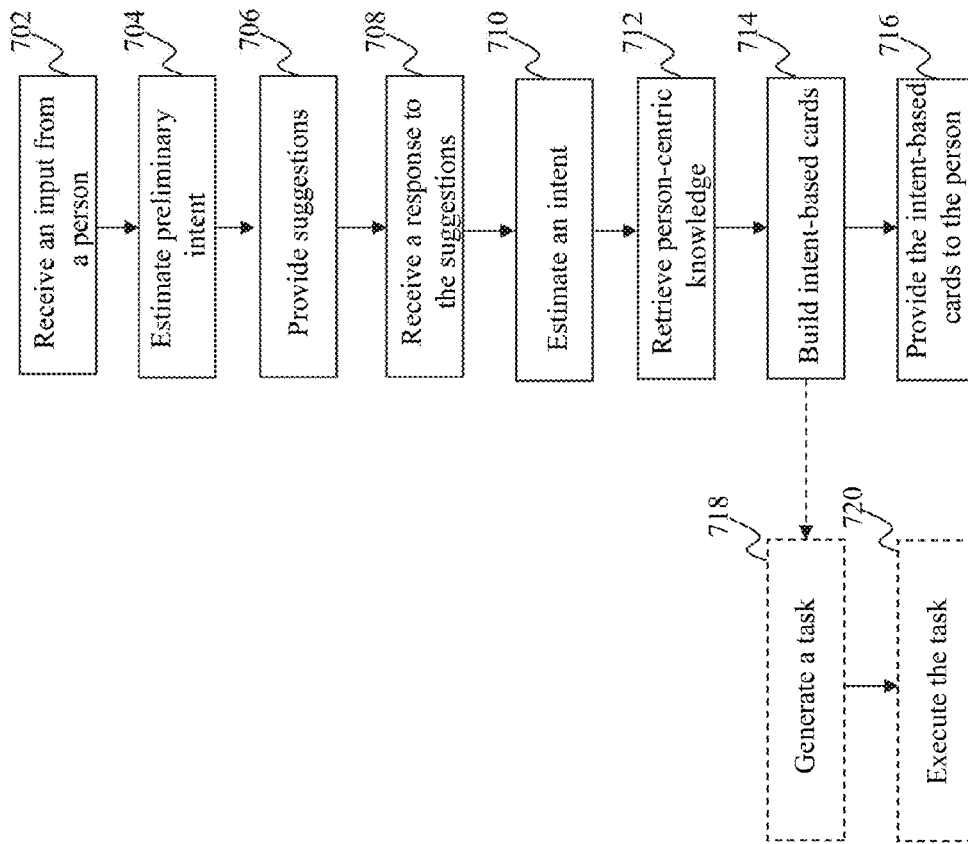 702
Receive an input from
a person
704
Estimate preliminary
intent
706
Provide suggestions
708
Receive a response to
the suggestions
710
Estimate an intent
712
Retrieve person-centric
knowledge
714
Build intent-based cards
716
Provide the intent-based
cards to the person
718
Generate a task
720
Execute the task